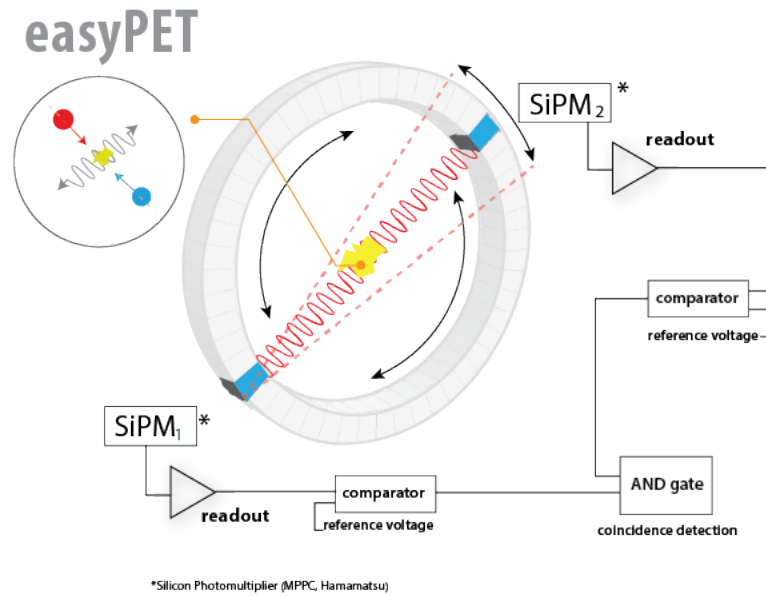 easyPET
SiPM2 *
readout
comparator
reference voltage
SiPM1 *
readout
comparator
reference voltage
AND gate
coincidence detection
*Silicon Photomultiplier (MPPC, Hamamatsu)